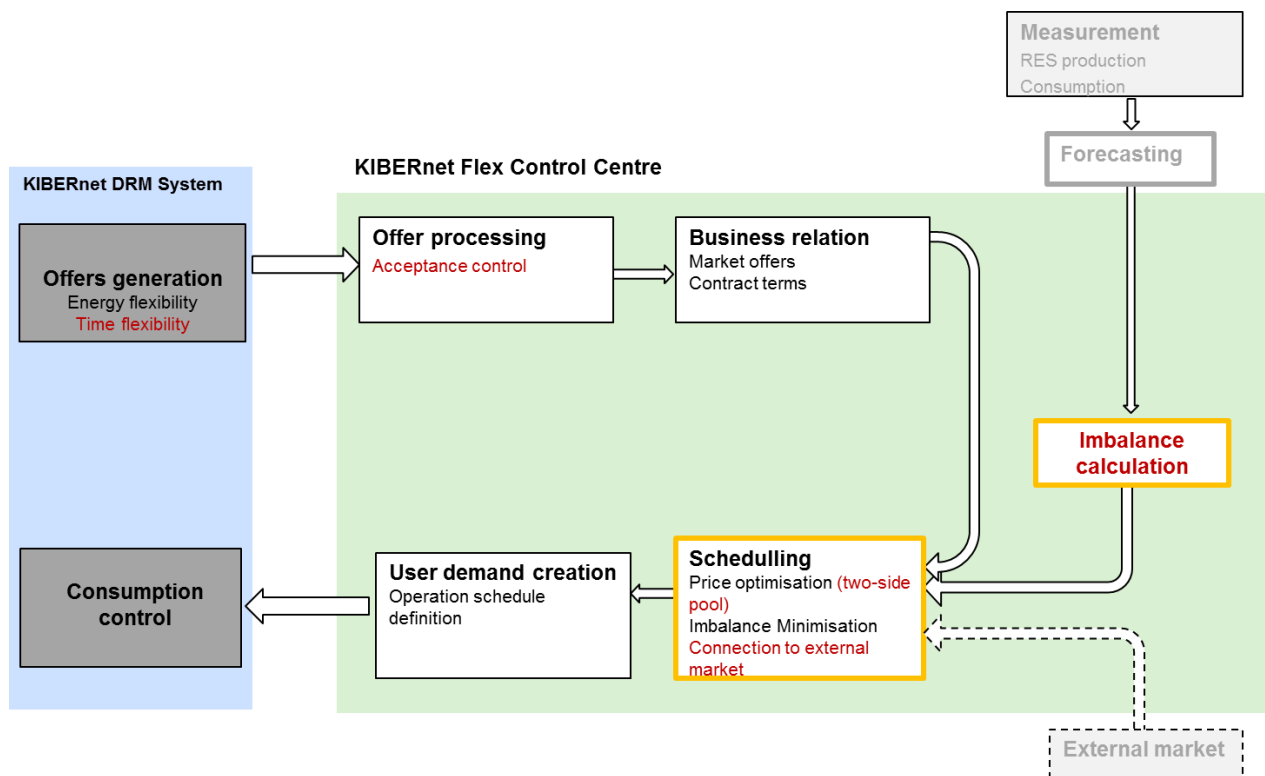 Measurement
RES production
Consumption
Forecasting
KIBERnet Flex Control Centre
KIBERnet DRM System
Offers generation
Energy flexibility
Time flexibility
Offer processing
Acceptance control
Business relation
Market offers
Contract terms
Imbalance
calculation
Schedulling
Price optimisation (two-side
pool)
Imbalance Minimisation
Connection to external
market
User demand creation
Operation schedule
definition
Consumption
control
External market